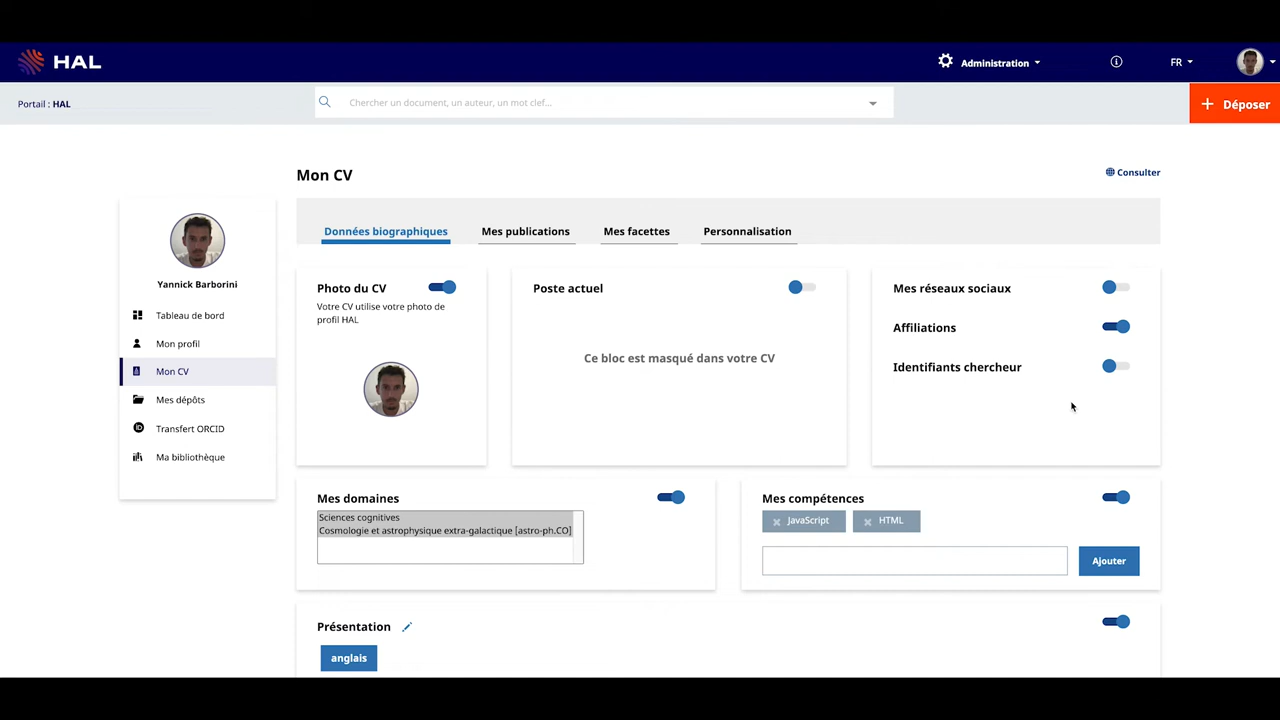 HAL
Administration
FR
Portail : HAL
Chercher un document, un auteur, un mot clef...
+ Déposer
Mon CV
Consulter
Yannick Barborini
Tableau de bord
Mon profil
Mon CV
Mes dépôts
Transfert ORCID
Ma bibliothèque
Données biographiques
Mes publications
Mes facettes
Personnalisation
Photo du CV
Votre CV utilise votre photo de
profil HAL
Poste actuel
Ce bloc est masqué dans votre CV
Mes réseaux sociaux
Affiliations
Identifiants chercheur
Mes domaines
Sciences cognitives
Cosmologie et astrophysique extra-galactique [astro-ph.CO]
Mes compétences
JavaScript
HTML
Ajouter
Présentation
anglais